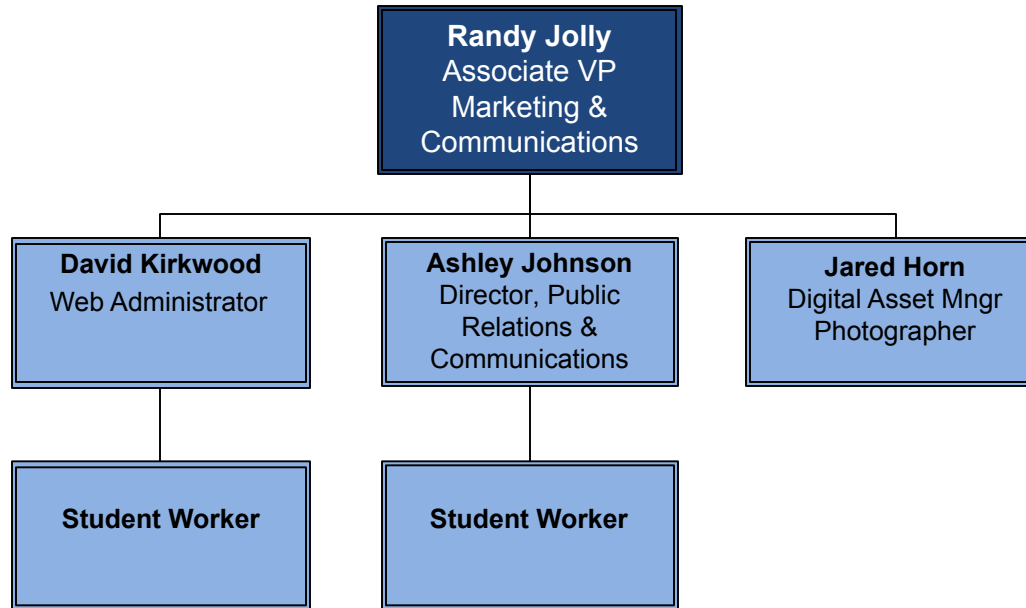 Randy Jolly
Associate VP
Marketing &
Communications
David Kirkwood
Web Administrator
Ashley Johnson
Director, Public
Relations &
Communications
Jared Horn
Digital Asset Mngr
Photographer
Student Worker
Student Worker